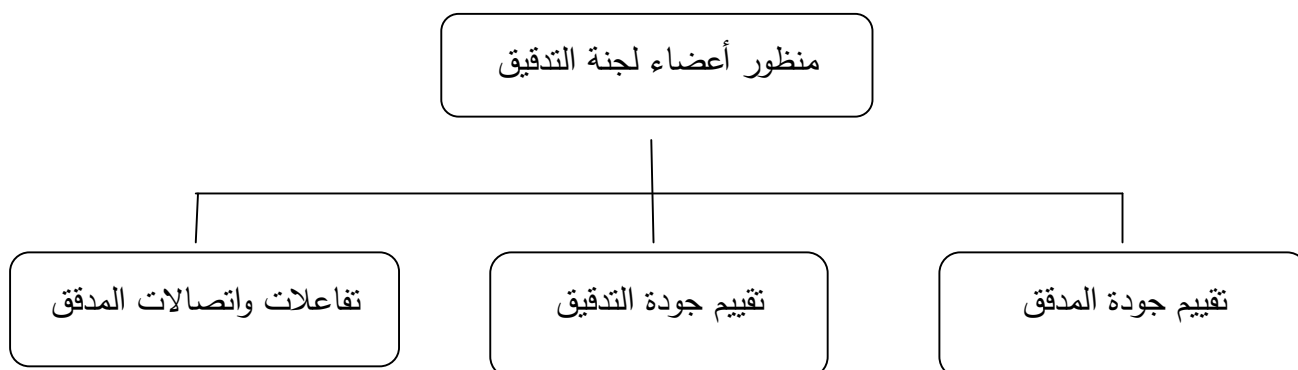 منظور أعضاء لجنة التدقيق
تقييم جودة المدقق
تقييم جودة التدقيق
تفاعلات واتصالات المدقق